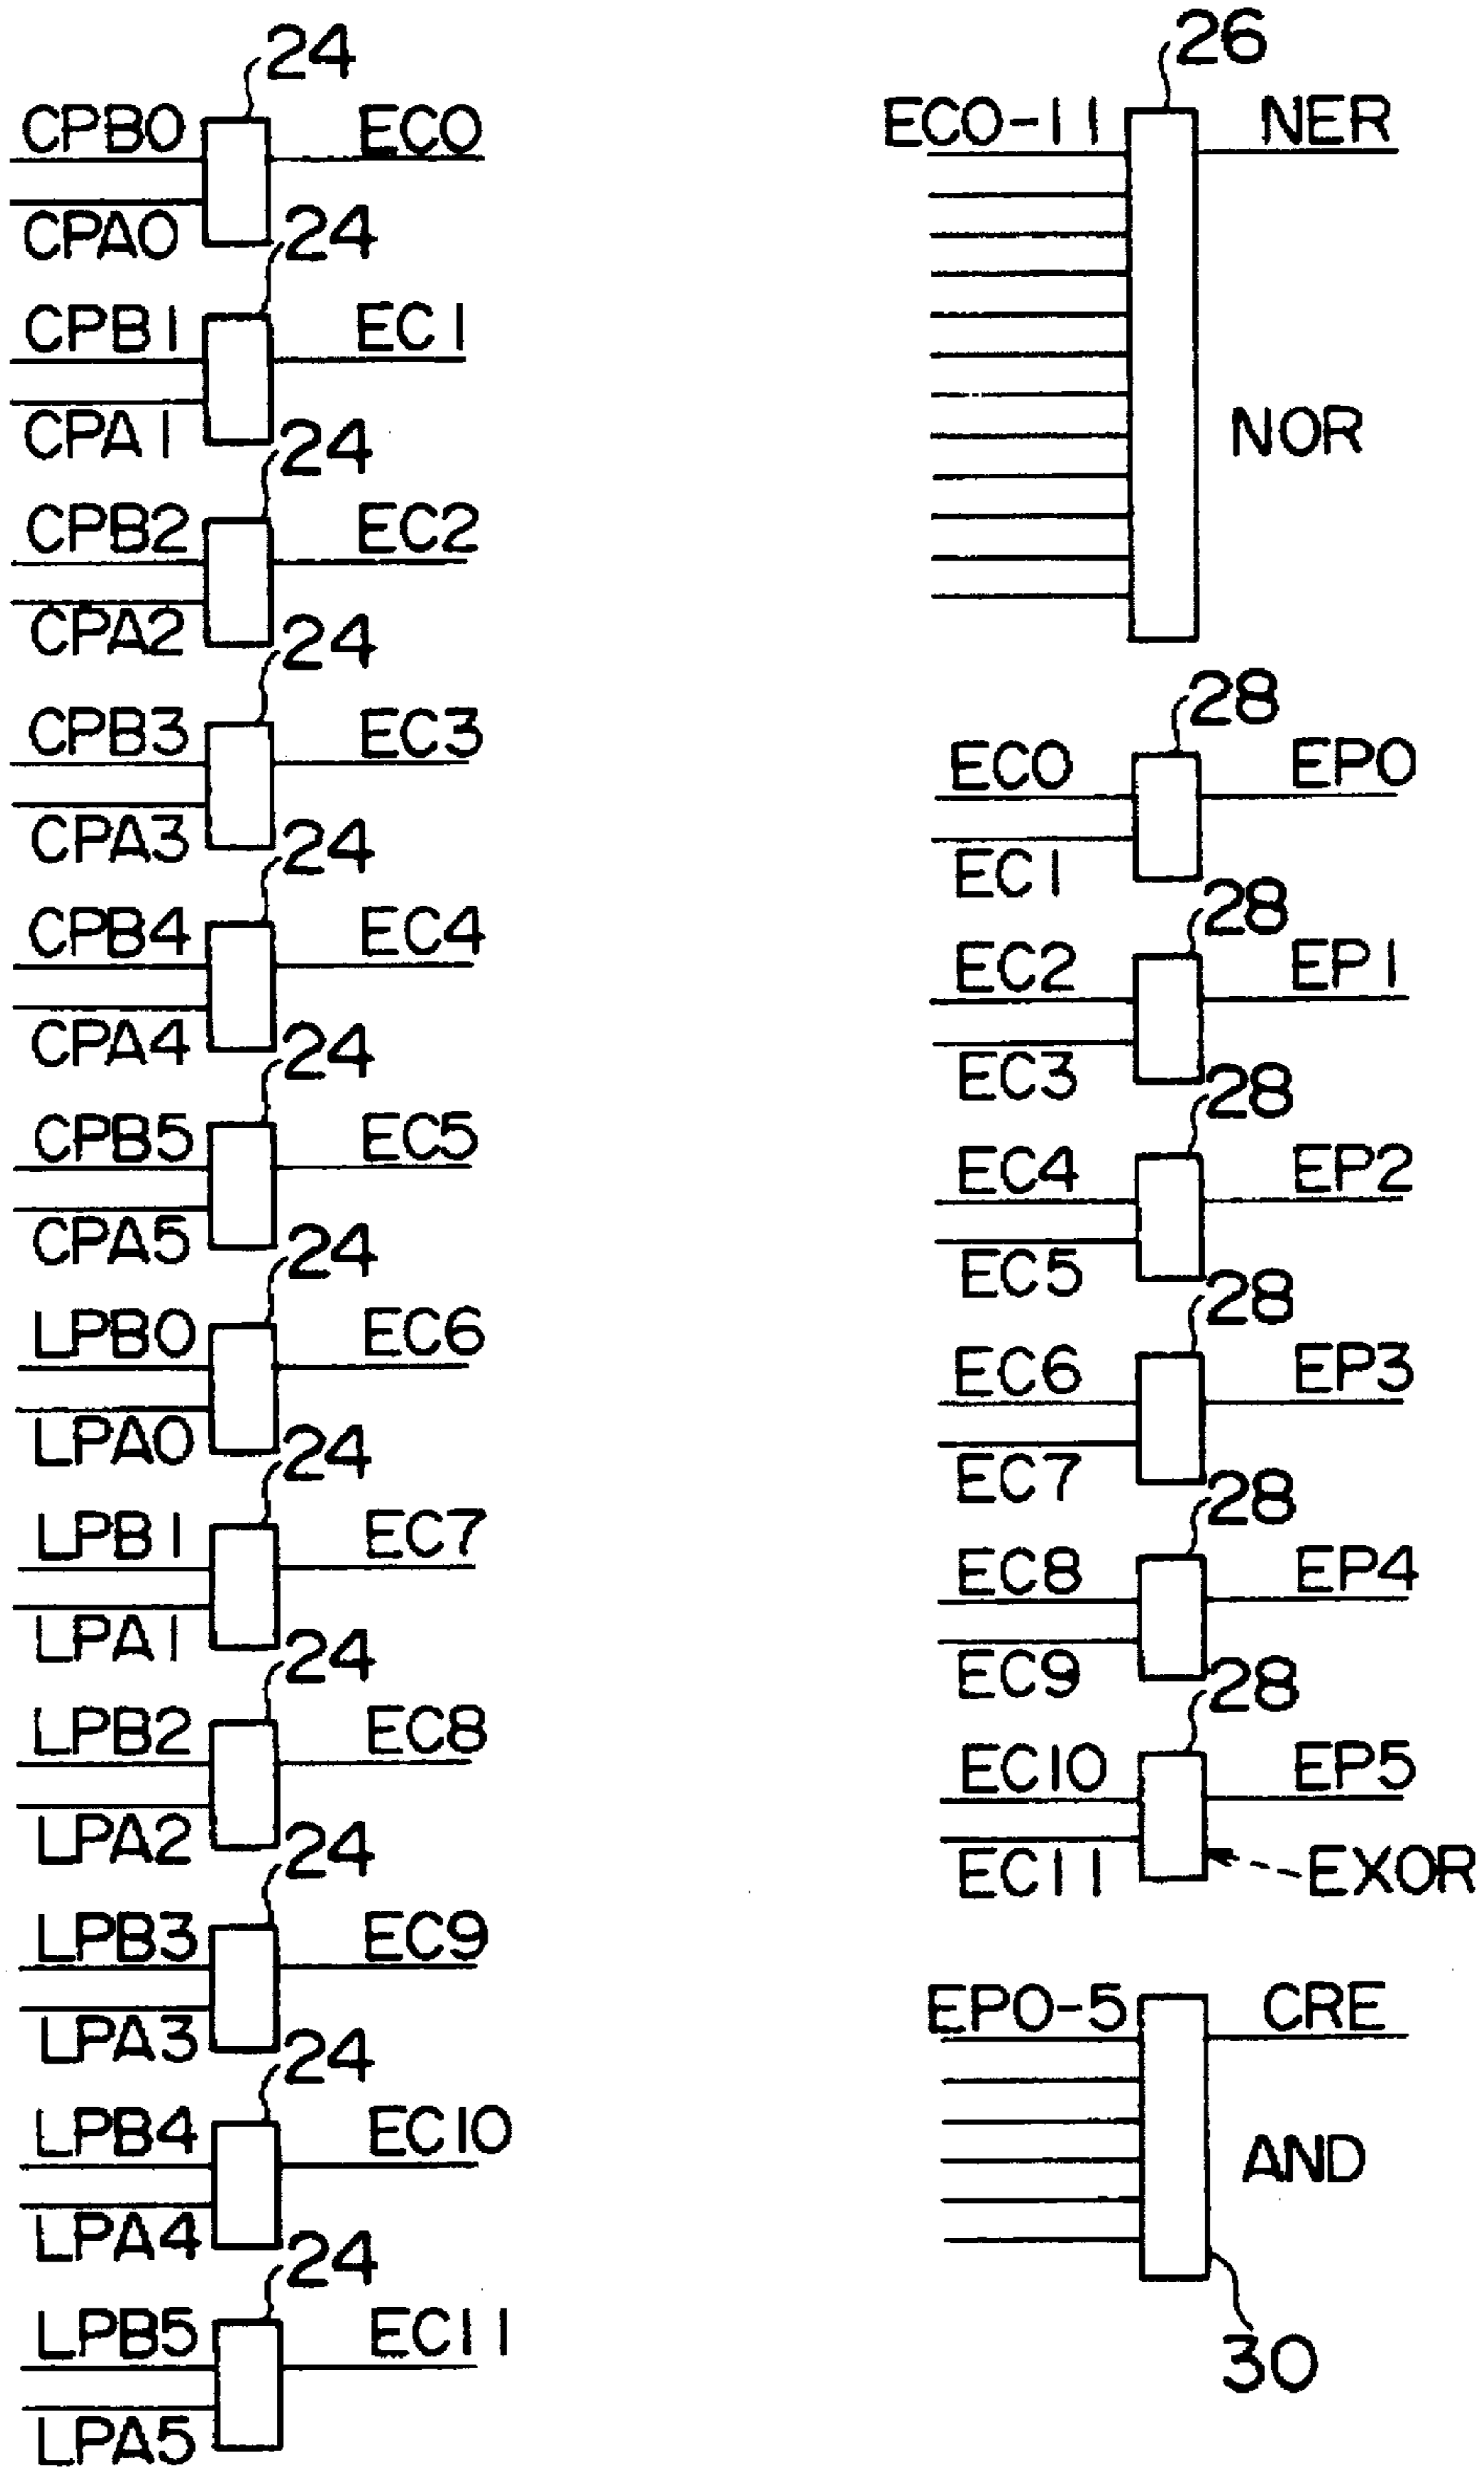 24
CPB0 EC0
CPA0
24
CPB1 EC1
CPA1
24
CPB2 EC2
CPA2
24
CPB3 EC3
CPA3
24
CPB4 EC4
CPA4
24
CPB5 EC5
CPA5
24
LPB0 EC6
LPA0
24
LPB1 EC7
LPA1
24
LPB2 EC8
LPA2
24
LPB3 EC9
LPA3
24
LPB4 EC10
LPA4
24
LPB5 EC11
LPA5
26
EC0-11 NER
NOR
28
EC0 EP0
EC1
28
EC2 EP1
EC3
28
EC4 EP2
EC5
28
EC6 EP3
EC7
28
EC8 EP4
EC9
28
EC10 EP5
EC11 EXOR
EP0-5 CRE
AND
30